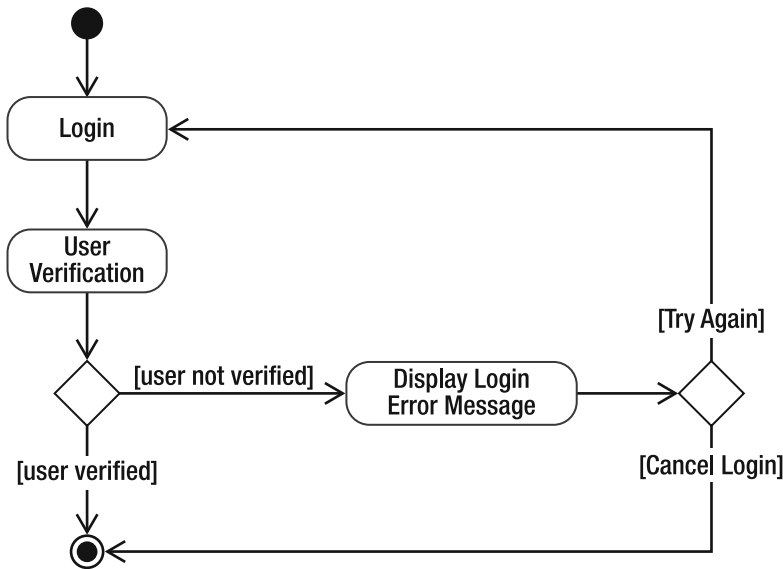 Login
User
Verification
[Try Again]
[user not verified]
Display Login
Error Message
[user verified]
[Cancel Login]